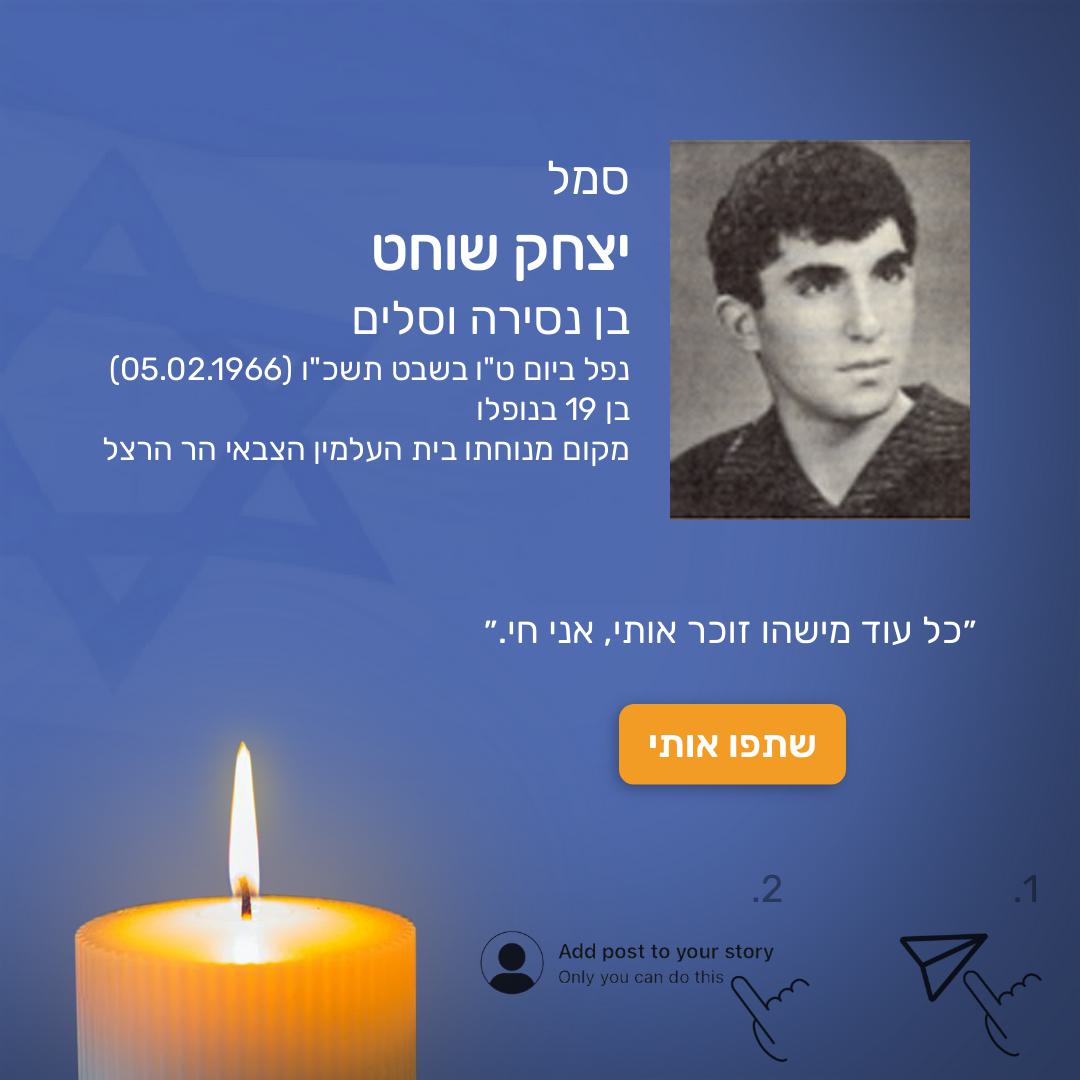 סמל
יצחק שוחט
בן נסירה וסלים
נפל ביום ט"ו בשבט תשכ"ו (05.02.1966)
בן 19 בנופלו
מקום מנוחתו בית העלמין הצבאי הר הרצל
״כל עוד מישהו זוכר אותי, אני חי.״
שתפו אותי
1.
2.
Add post to your story
Only you can do this